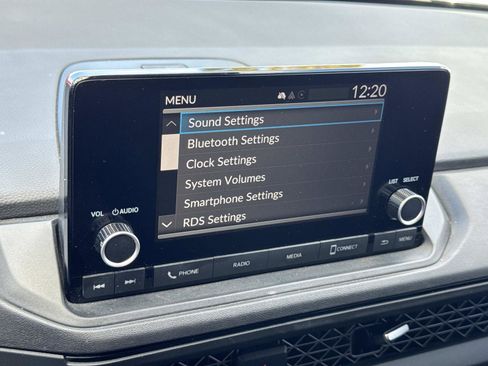 MENU
12:20
Sound Settings
Bluetooth Settings
Clock Settings
System Volumes
Smartphone Settings
RDS Settings
VOL
AUDIO
LIST
SELECT
PHONE
RADIO
MEDIA
CONNECT
MENU